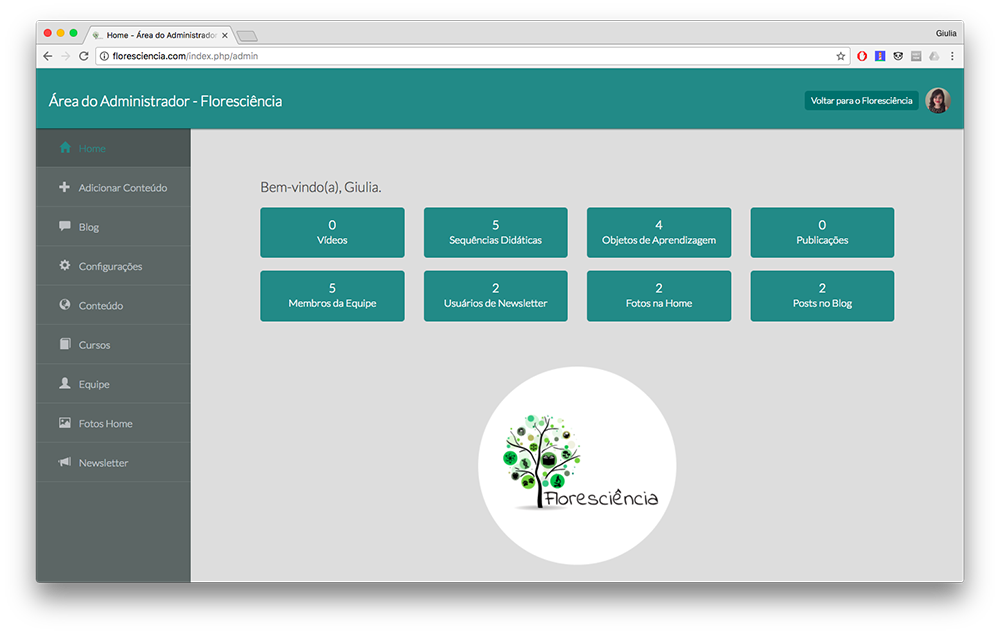 Home - Área do Administrador
Giulia
floresciencia.com/index.php/admin
Área do Administrador - Floresciência
Voltar para o Floresciência
Home
Adicionar Conteúdo
Blog
Configurações
Conteúdo
Cursos
Equipe
Fotos Home
Newsletter
Bem-vindo(a), Giulia.
0
Vídeos
5
Sequências Didáticas
4
Objetos de Aprendizagem
0
Publicações
5
Membros da Equipe
2
Usuários de Newsletter
2
Fotos na Home
2
Posts no Blog
Floresciência